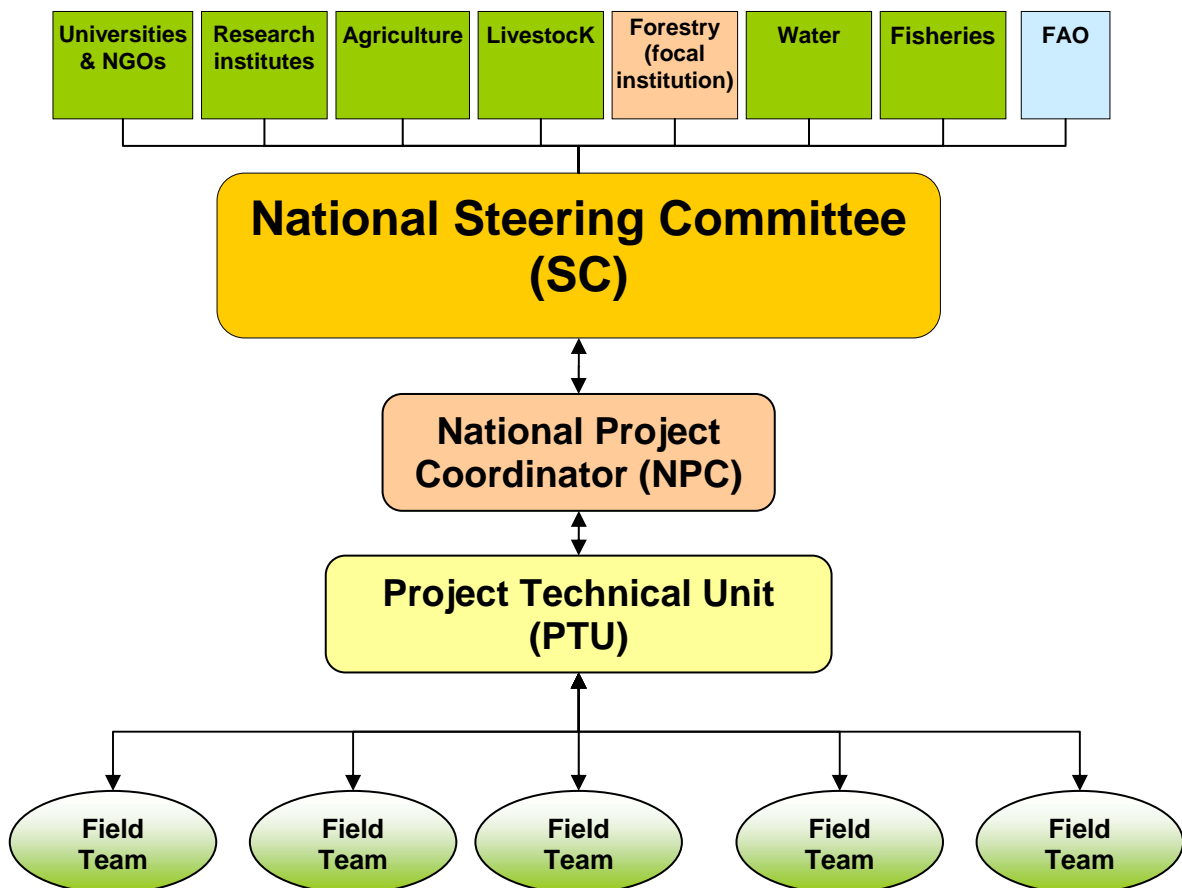 Universities
& NGOs
Research
institutes
Agriculture
LivestocK
Forestry
(focal
institution)
Water
Fisheries
FAO
National Steering Committee
(SC)
National Project
Coordinator (NPC)
Project Technical Unit
(PTU)
Field
Team
Field
Team
Field
Team
Field
Team
Field
Team